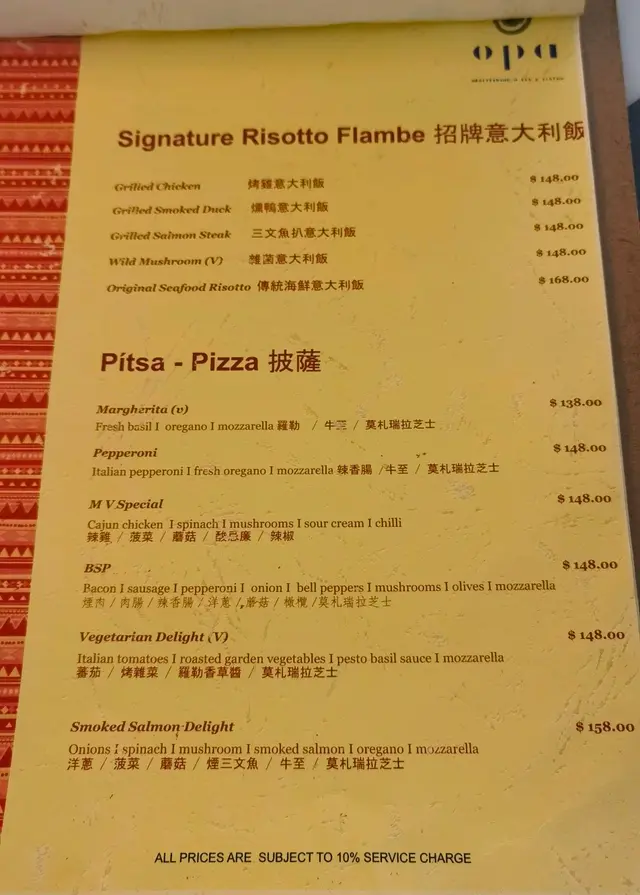 opa
Signature Risotto Flambe 招牌意大利飯
Grilled Chicken 烤雞意大利飯 $ 148.00
Grilled Smoked Duck 燻鴨意大利飯 $ 148.00
Grilled Salmon Steak 三文魚扒意大利飯 $ 148.00
Wild Mushroom (V) 雜菌意大利飯 $ 148.00
Original Seafood Risotto 傳統海鮮意大利飯 $ 168.00
Pítsa - Pizza 披薩
Margherita (v) $ 138.00
Fresh basil I oregano I mozzarella 羅勒 / 牛至 / 莫札瑞拉芝士
Pepperoni $ 148.00
Italian pepperoni I fresh oregano I mozzarella 辣香腸 /牛至 / 莫札瑞拉芝士
M V Special $ 148.00
Cajun chicken I spinach I mushrooms I sour cream I chilli
辣雞 / 菠菜 / 蘑菇 / 酸忌廉 / 辣椒
BSP $ 148.00
Bacon I sausage I pepperoni I onion I bell peppers I mushrooms I olives I mozzarella
煙肉 / 肉腸 / 辣香腸 / 洋蔥 / 蘑菇 / 橄欖 /莫札瑞拉芝士
Vegetarian Delight (V) $ 148.00
Italian tomatoes I roasted garden vegetables I pesto basil sauce I mozzarella
蕃茄 / 烤雜菜 / 羅勒香草醬 / 莫札瑞拉芝士
Smoked Salmon Delight $ 158.00
Onions I spinach I mushroom I smoked salmon I oregano I mozzarella
洋蔥 / 菠菜 / 蘑菇 / 煙三文魚 / 牛至 / 莫札瑞拉芝士
ALL PRICES ARE SUBJECT TO 10% SERVICE CHARGE